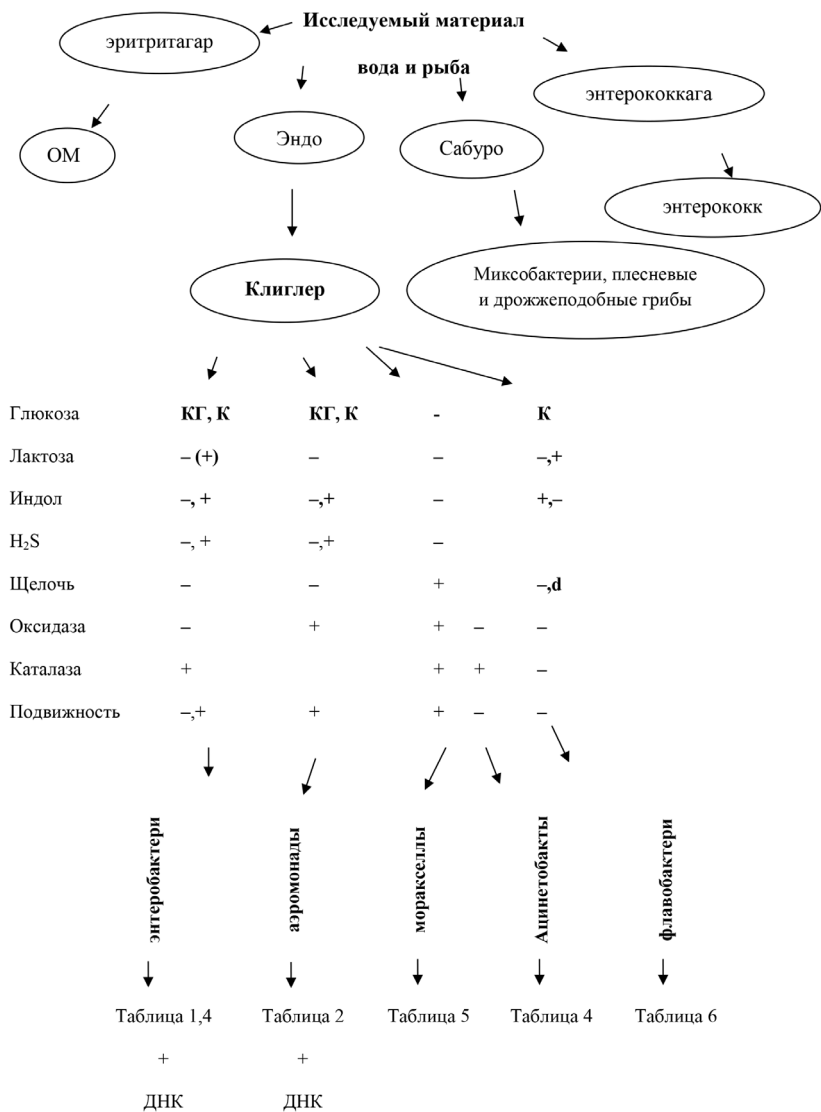 Исследуемый материал
эритритагар
вода и рыба
энтерококкага
Эндо
Сабуро
ОМ
энтерококк
Клиглер
Миксобактерии, плесневые
и дрожжеподобные грибы
Глюкоза КГ, К КГ, К - К
Лактоза – (+) – – –,+
Индол –, + –,+ – +,–
H₂S –, + –,+ –
Щелочь – – + –,d
Оксидаза – + + – –
Каталаза + + + –
Подвижность –,+ + + – –
энтеробактери
аэромонады
моракселлы
Ацинетобакты
флавобактери
Таблица 1,4 Таблица 2 Таблица 5 Таблица 4 Таблица 6
+ +
ДНК ДНК